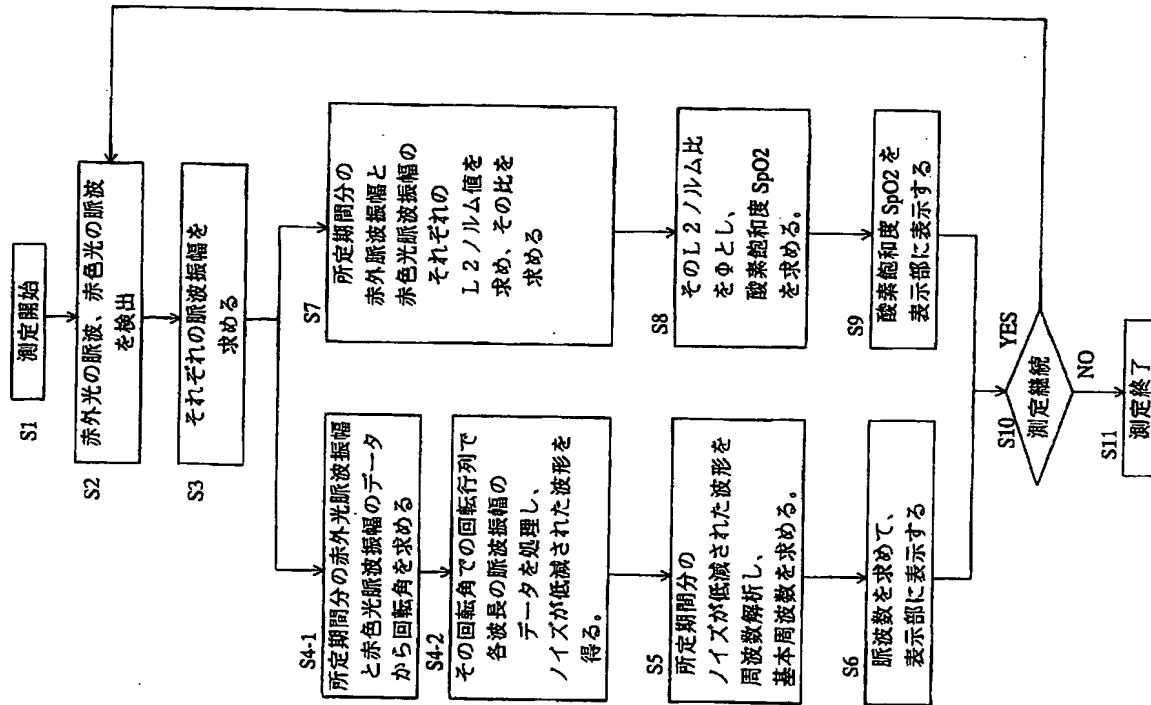 S1
測定開始
S2
赤外光の脈波、赤色光の脈波
を検出
S3
それぞれの脈波振幅を
求める
S4-1
所定期間分の赤外光脈波振幅
と赤色光脈波振幅のデータ
から回転角を求める
S4-2
その回転角での回転行列で
各波長の脈波振幅の
データを処理し、
ノイズが低減された波形を
得る。
S5
所定期間分の
ノイズが低減された波形を
周波数解析し、
基本周波数を求める。
S6
脈波数を求めて、
表示部に表示する
S7
所定期間分の
赤外脈波振幅と
赤色光脈波振幅の
それぞれの
L2ノルム値を
求め、その比を
求める
S8
そのL2ノルム比
をΦとし、
酸素飽和度 SpO2
を求める。
S9
酸素飽和度 SpO2 を
表示部に表示する
S10
測定継続
YES
NO
S11
測定終了